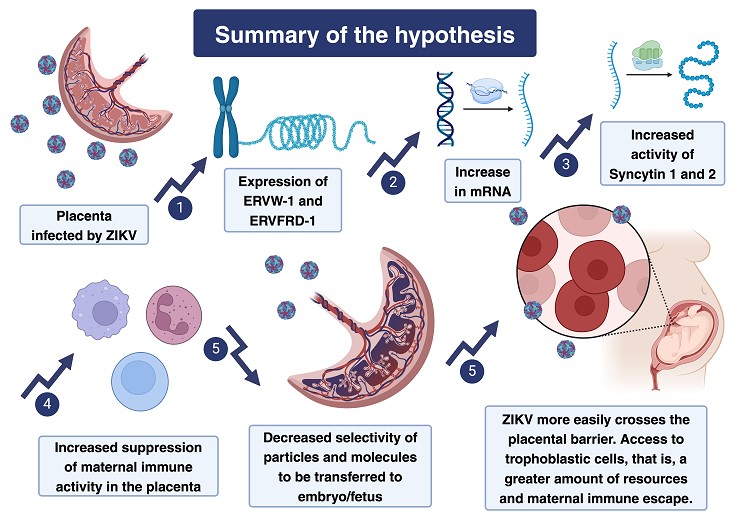 Summary of the hypothesis
Placenta
infected by ZIKV
1
Expression of
ERVW-1 and
ERVFRD-1
2
Increase
in mRNA
3
Increased
activity of
Syncytin 1 and 2
4
Increased suppression
of maternal immune
activity in the placenta
5
Decreased selectivity of
particles and molecules
to be transferred to
embryo/fetus
5
ZIKV more easily crosses the
placental barrier. Access to
trophoblastic cells, that is, a
greater amount of resources
and maternal immune escape.